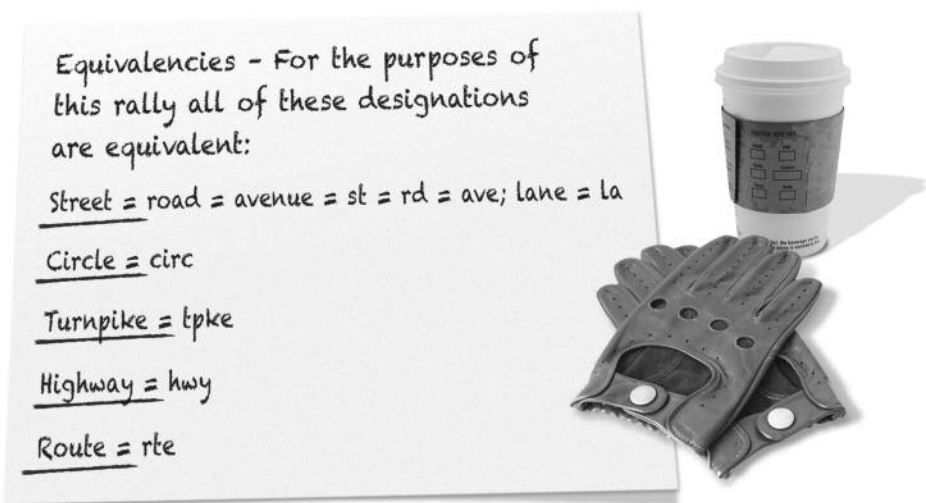 Equivalencies - For the purposes of
this rally all of these designations
are equivalent:
Street = road = avenue = st = rd = ave; lane = la
Circle = circ
Turnpike = tpke
Highway = hwy
Route = rte